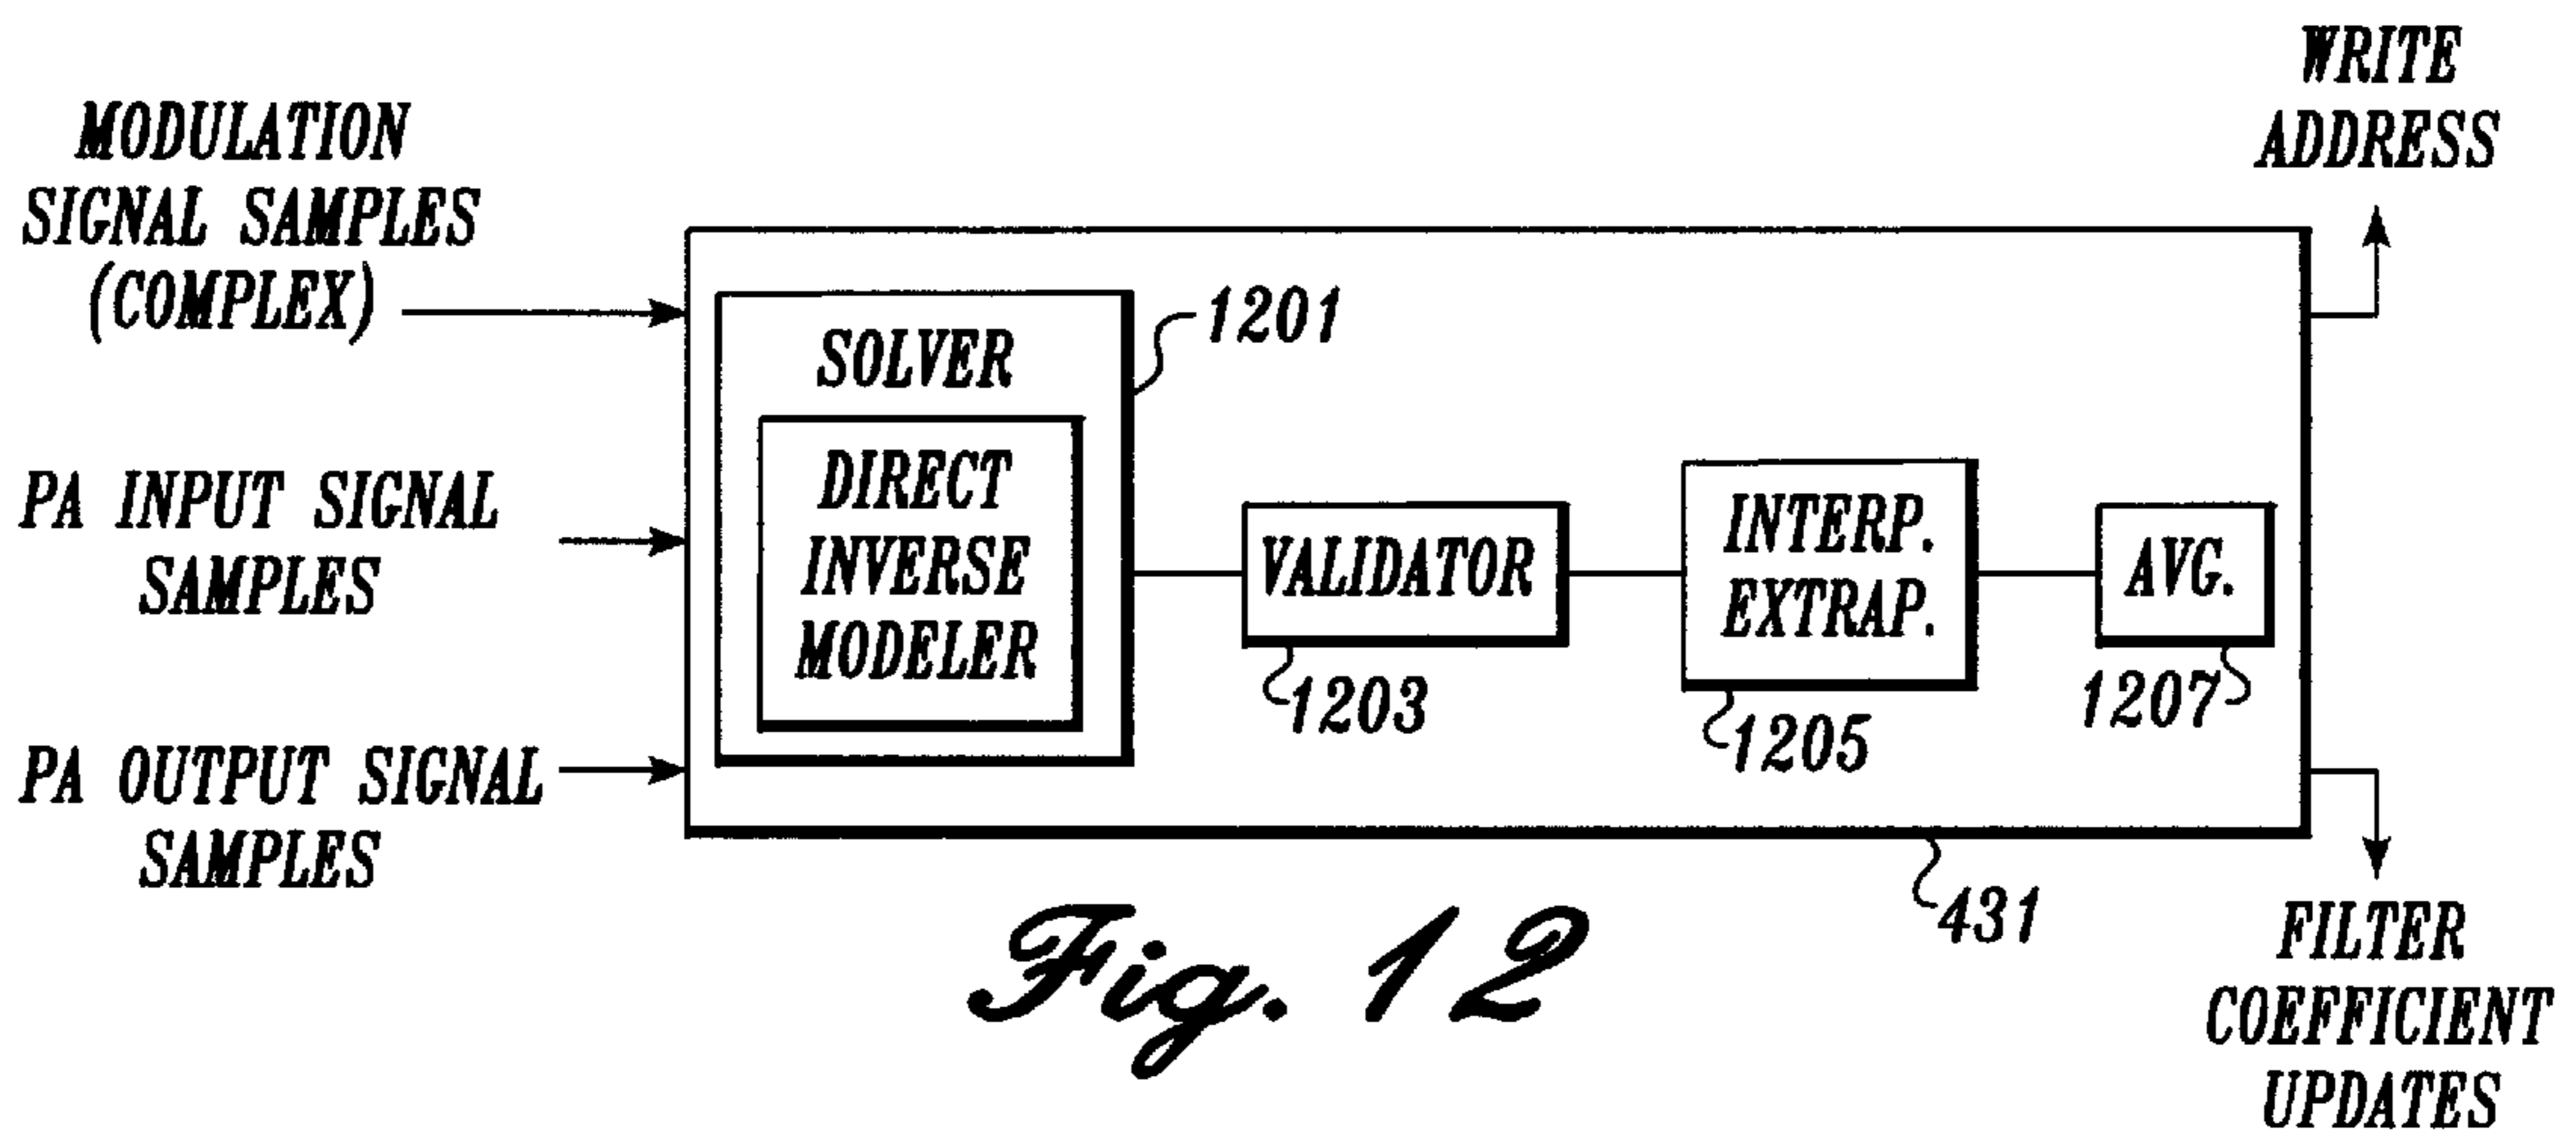 MODULATION
SIGNAL SAMPLES
(COMPLEX)
PA INPUT SIGNAL
SAMPLES
PA OUTPUT SIGNAL
SAMPLES
SOLVER
DIRECT
INVERSE
MODELER
1201
VALIDATOR
1203
INTERP.
EXTRAP.
1205
AVG.
1207
431
WRITE
ADDRESS
FILTER
COEFFICIENT
UPDATES
Fig. 12